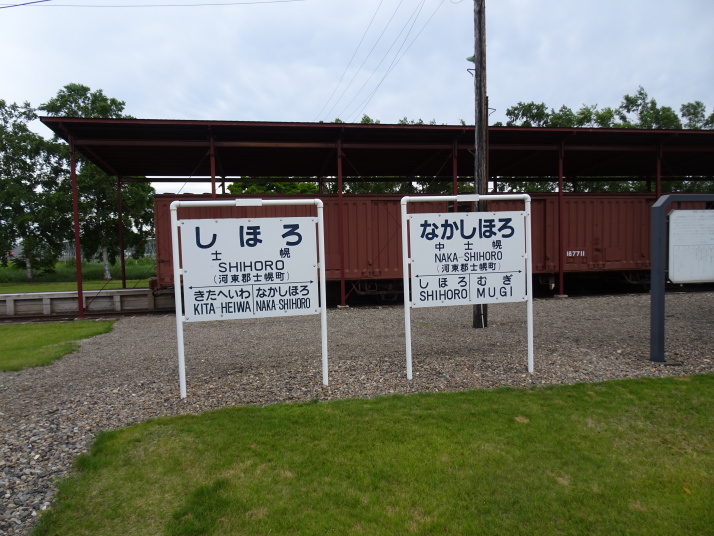 しほろ
士幌
SHIHORO
(河東郡士幌町)
きたへいわ なかしほろ
KITA-HEIWA NAKA-SHIHORO
なかしほろ
中士幌
NAKA-SHIHORO
(河東郡士幌町)
しほろ むぎ
SHIHORO MUGI
187711